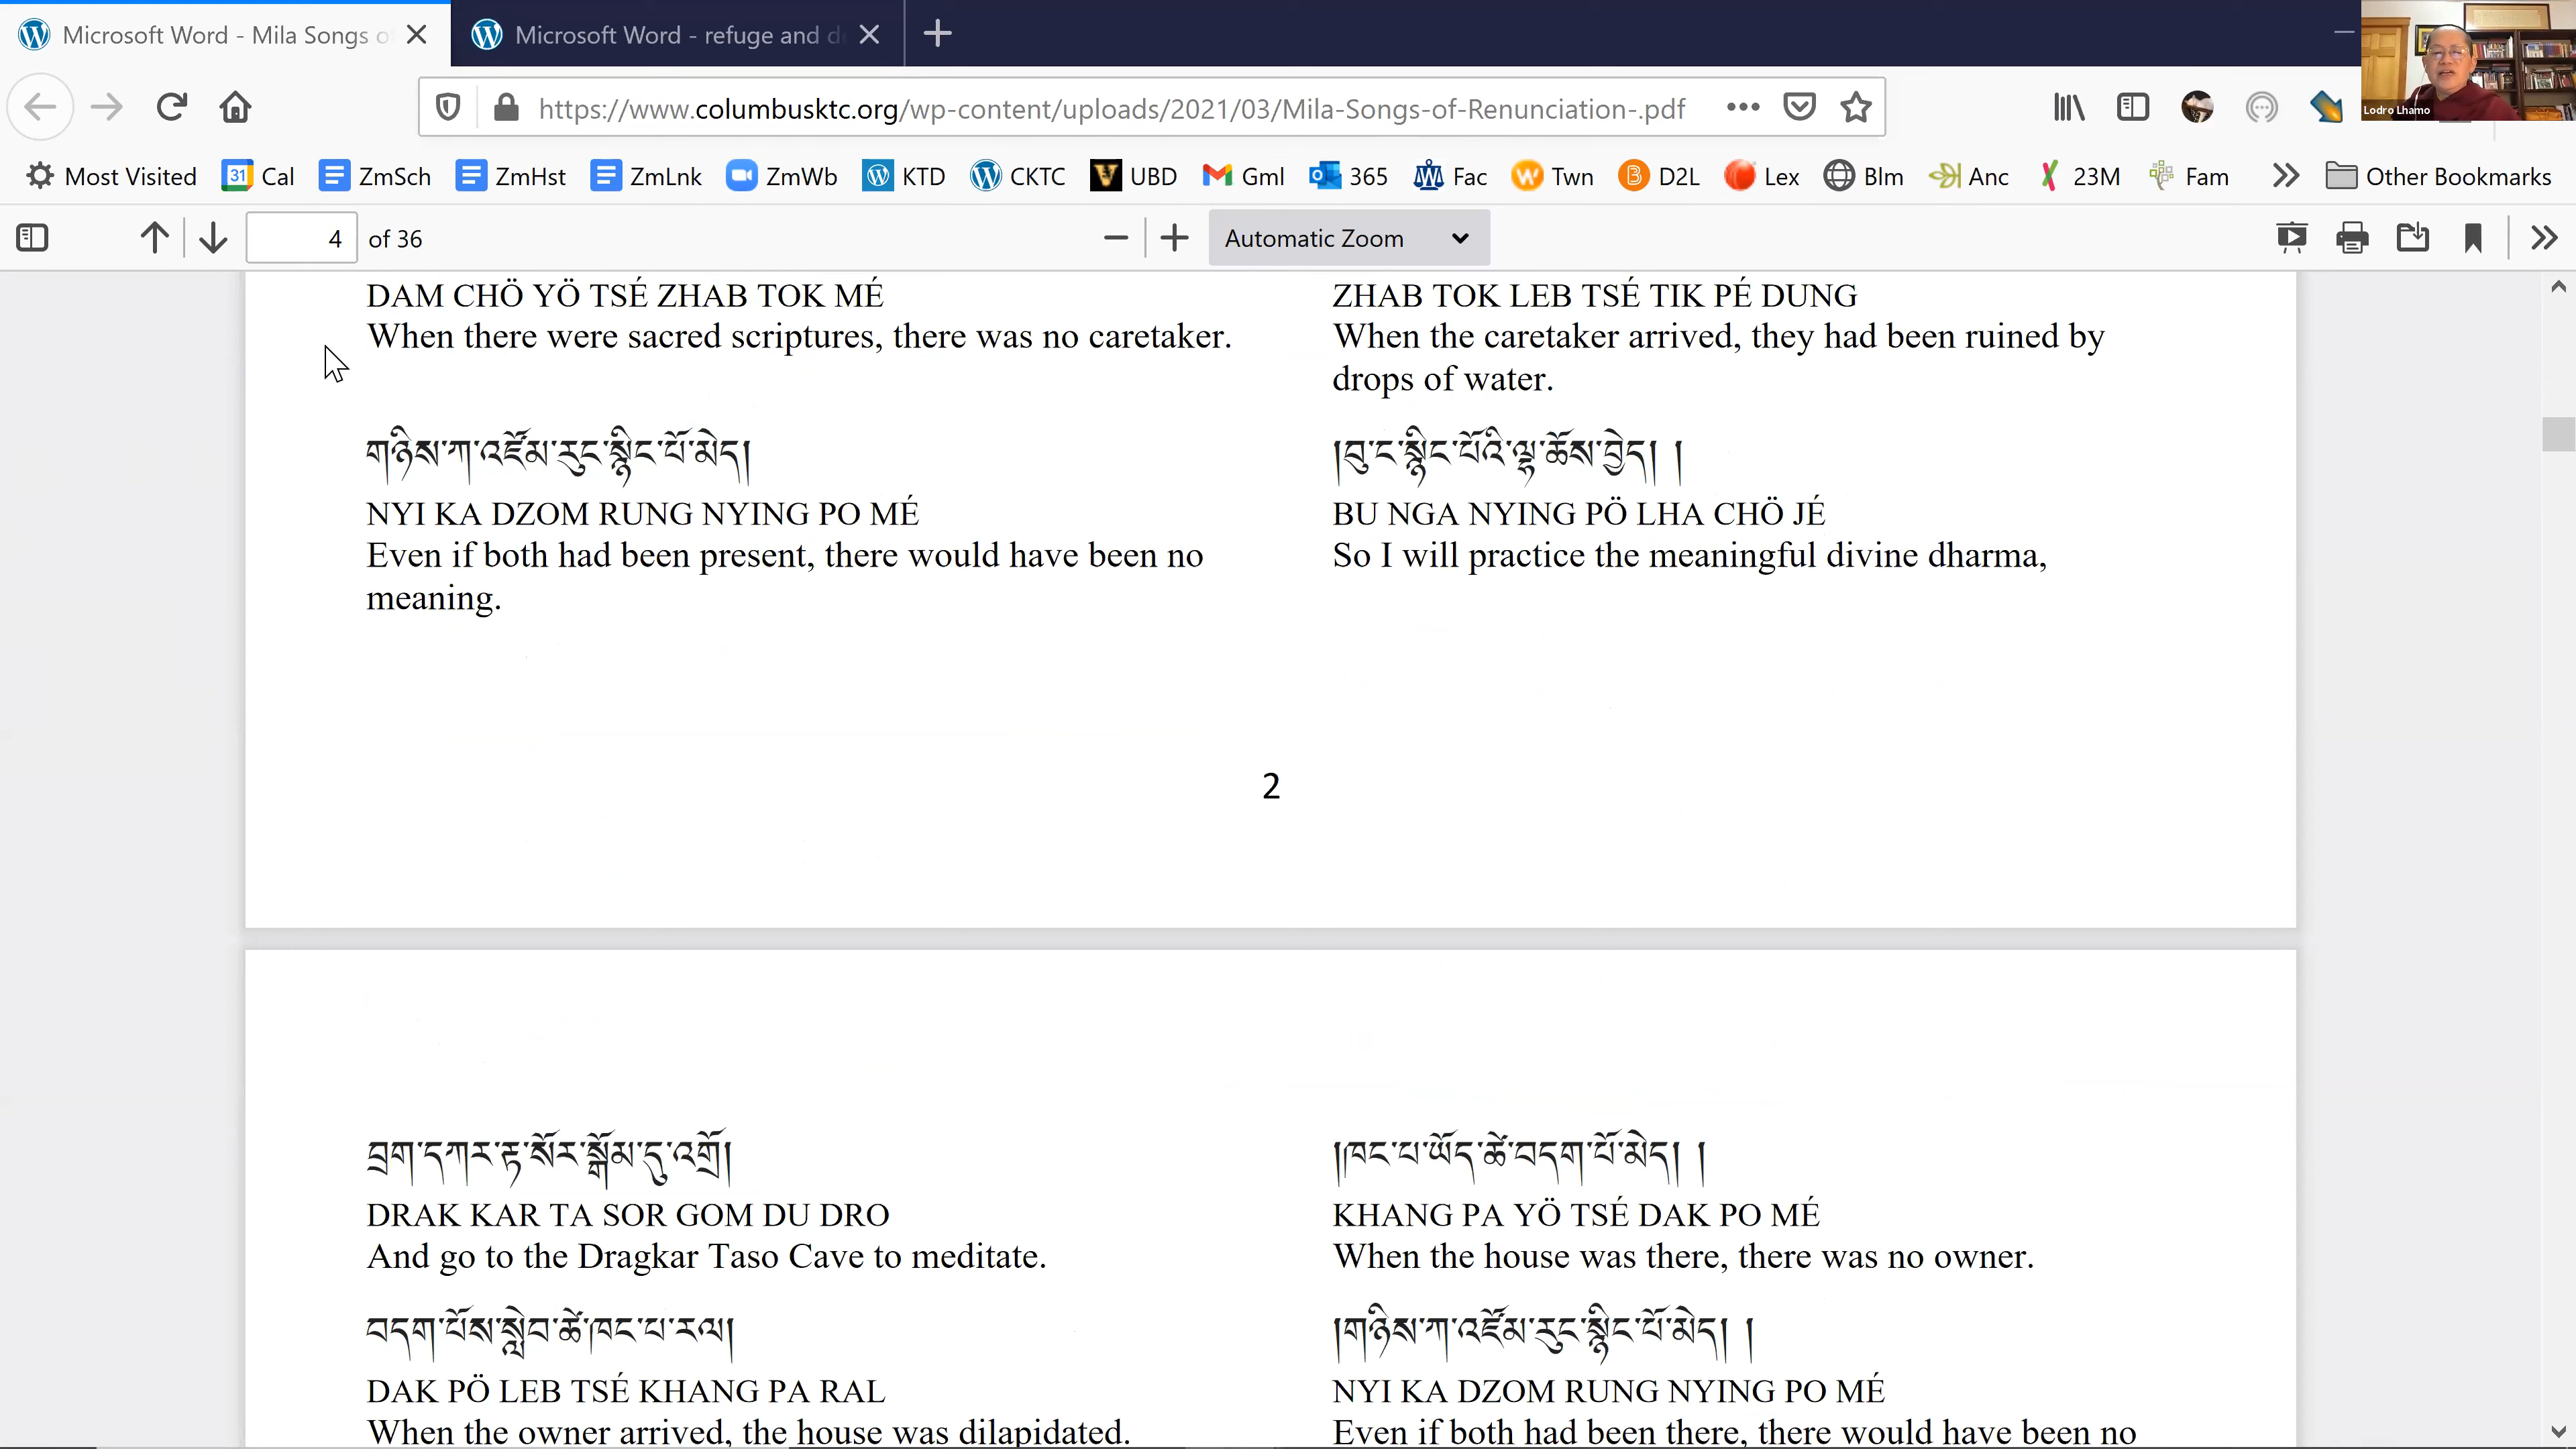 Microsoft Word - Mila Songs o
Microsoft Word - refuge and d
https://www.columbusktc.org/wp-content/uploads/2021/03/Mila-Songs-of-Renunciation-.pdf
Lodro Lhamo
Most Visited 31 Cal ZmSch ZmHst ZmLnk ZmWb KTD CKTC UBD Gml 365 Fac Twn D2L Lex Blm Anc 23M Fam Other Bookmarks
4 of 36 Automatic Zoom
DAM CHÖ YÖ TSÉ ZHAB TOK MÉ
When there were sacred scriptures, there was no caretaker.
ZHAB TOK LEB TSÉ TIK PÉ DUNG
When the caretaker arrived, they had been ruined by
drops of water.
གཉིས་ཀ་འཛོམ་རུང་སྙིང་པོ་མེད།
NYI KA DZOM RUNG NYING PO MÉ
Even if both had been present, there would have been no
meaning.
།བུ་ང་སྙིང་པོའི་ལྷ་ཆོས་བྱེད། །
BU NGA NYING PÖ LHA CHÖ JÉ
So I will practice the meaningful divine dharma,
2
བྲག་དཀར་རྟ་སོར་སྒོམ་དུ་འགྲོ།
DRAK KAR TA SOR GOM DU DRO
And go to the Dragkar Taso Cave to meditate.
།ཁང་པ་ཡོད་ཚེ་བདག་པོ་མེད། །
KHANG PA YÖ TSÉ DAK PO MÉ
When the house was there, there was no owner.
བདག་པོས་སླེབ་ཚེ་ཁང་པ་རལ།
DAK PÖ LEB TSÉ KHANG PA RAL
When the owner arrived, the house was dilapidated.
།གཉིས་ཀ་འཛོམ་རུང་སྙིང་པོ་མེད། །
NYI KA DZOM RUNG NYING PO MÉ
Even if both had been there, there would have been no